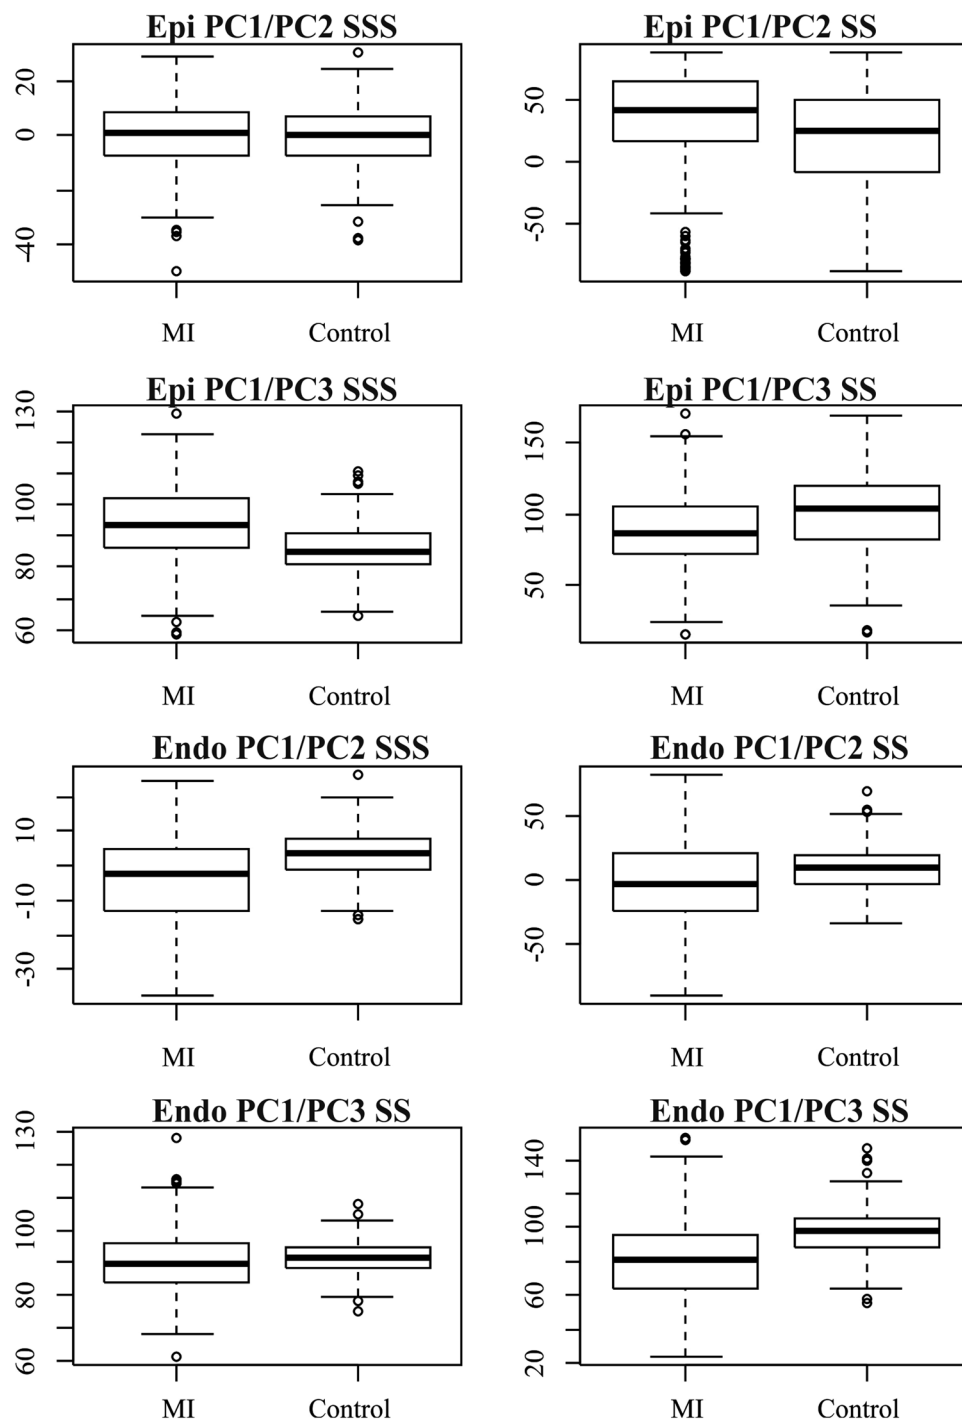 Epi PC1/PC2 SSS
20
0
-40
MI Control
Epi PC1/PC2 SS
50
0
-50
MI Control
Epi PC1/PC3 SSS
130
100
80
60
MI Control
Epi PC1/PC3 SS
150
100
50
MI Control
Endo PC1/PC2 SSS
10
-10
-30
MI Control
Endo PC1/PC2 SS
50
0
-50
MI Control
Endo PC1/PC3 SS
130
100
80
60
MI Control
Endo PC1/PC3 SS
140
100
60
20
MI Control